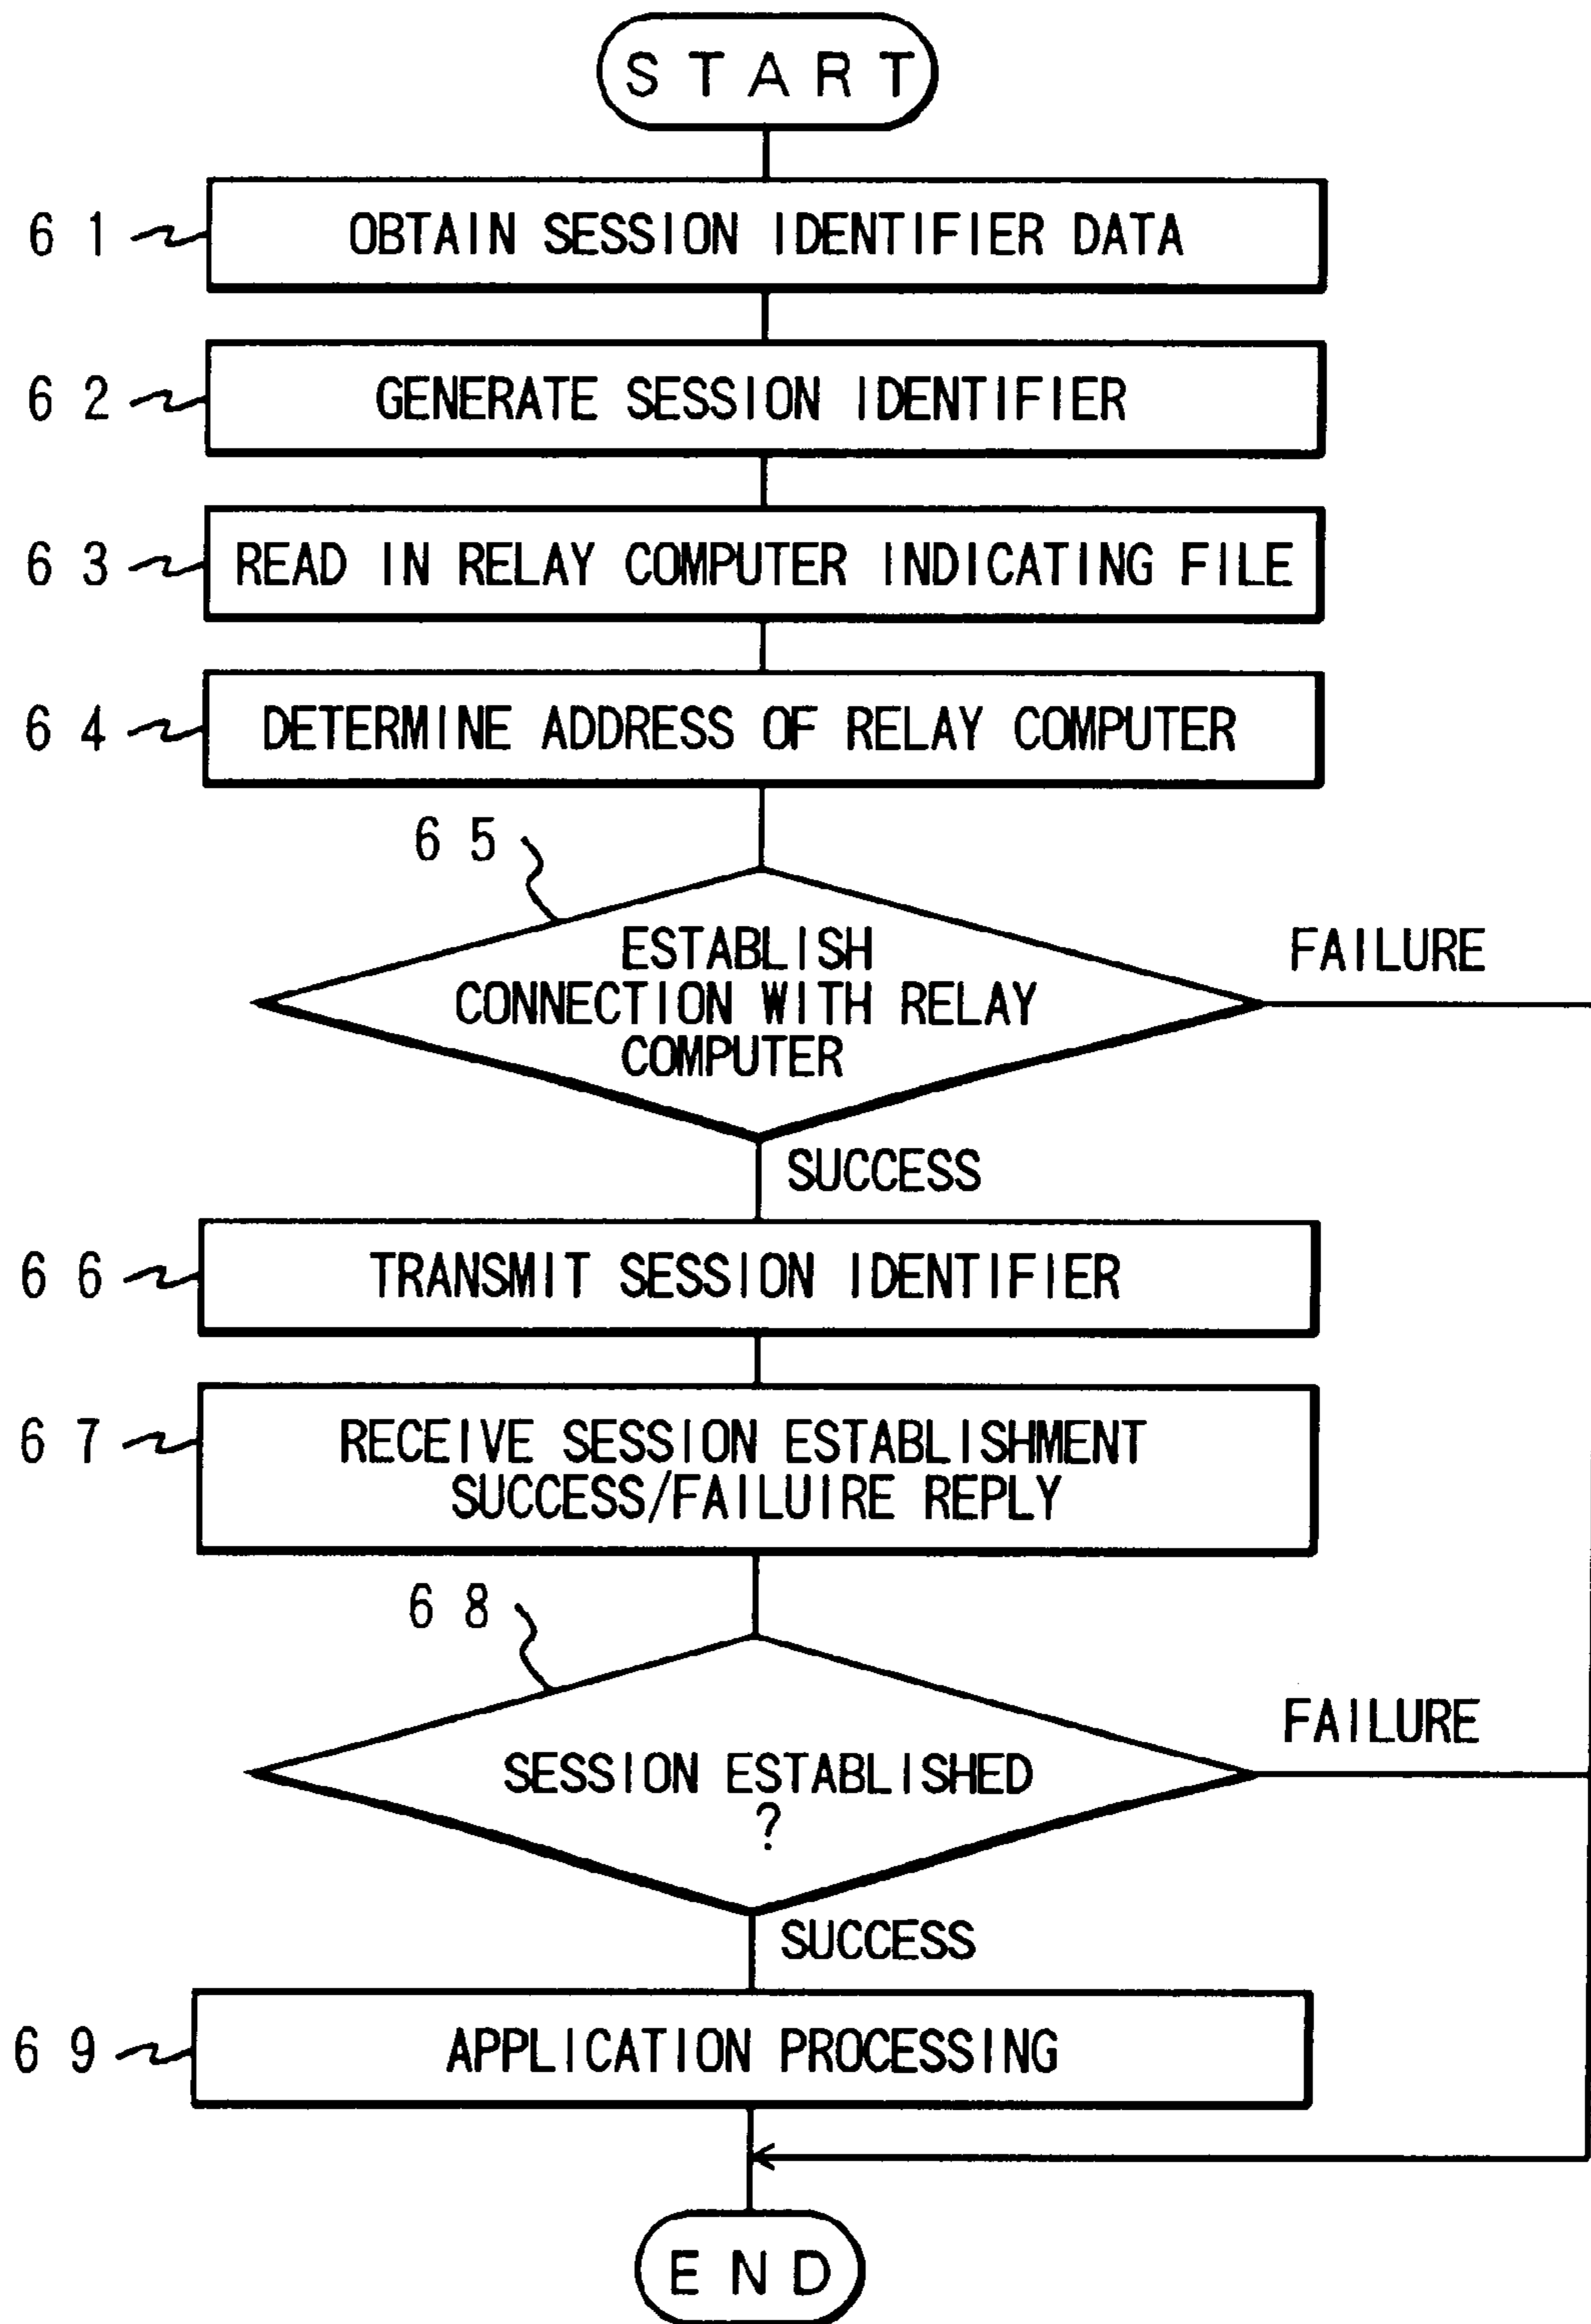 START
61 OBTAIN SESSION IDENTIFIER DATA
62 GENERATE SESSION IDENTIFIER
63 READ IN RELAY COMPUTER INDICATING FILE
64 DETERMINE ADDRESS OF RELAY COMPUTER
65
ESTABLISH
CONNECTION WITH RELAY
COMPUTER
FAILURE
SUCCESS
66 TRANSMIT SESSION IDENTIFIER
67 RECEIVE SESSION ESTABLISHMENT
SUCCESS/FAILUIRE REPLY
68
SESSION ESTABLISHED
?
FAILURE
SUCCESS
69 APPLICATION PROCESSING
END